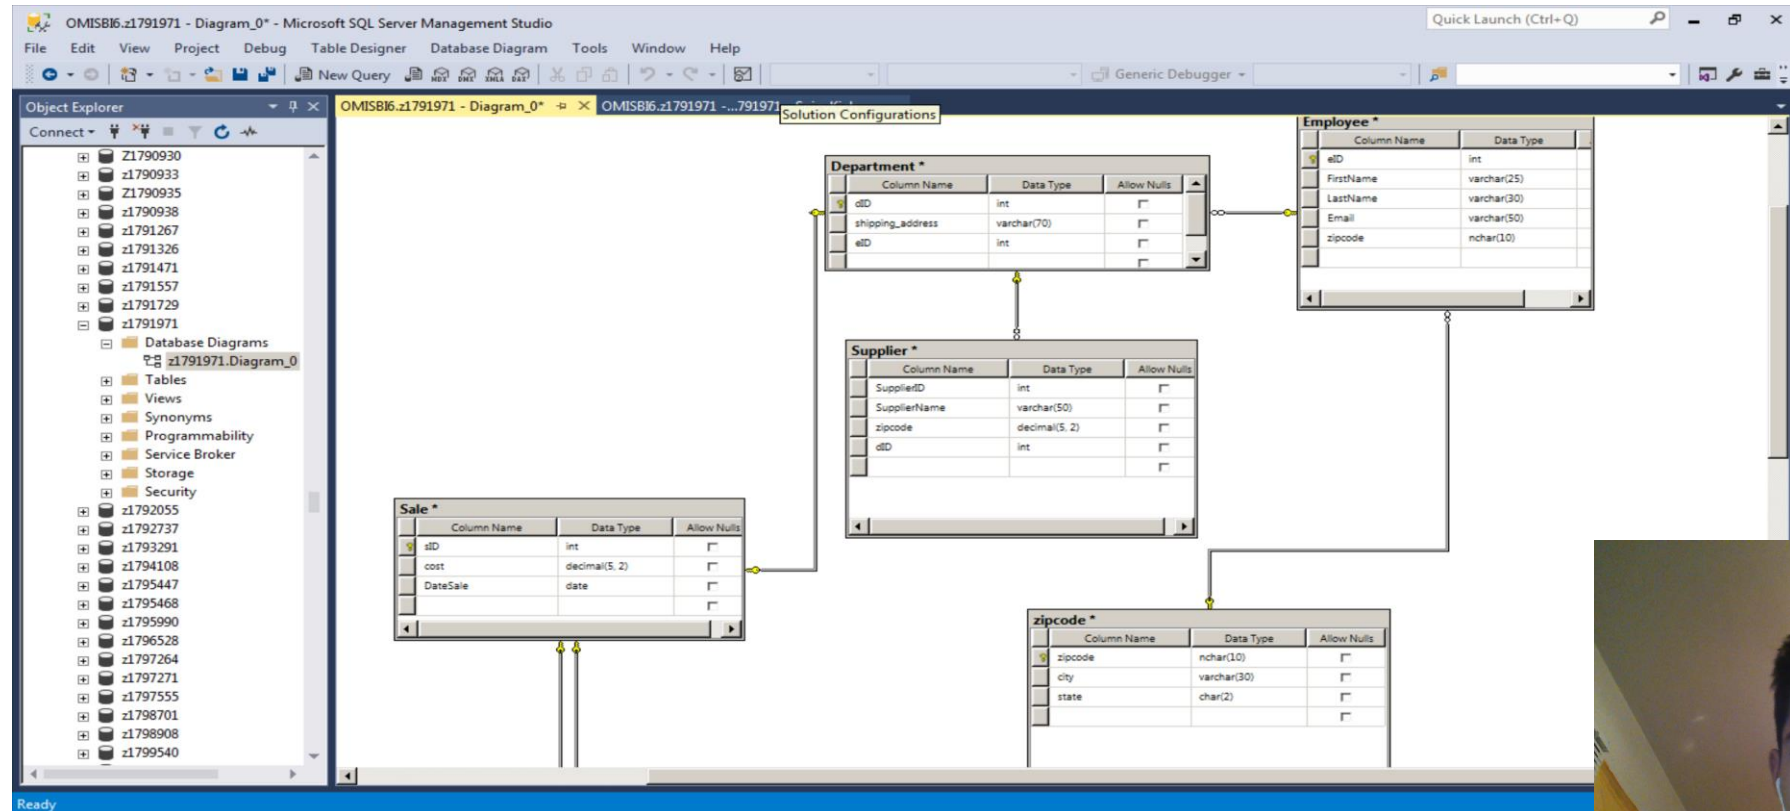 OMISBI6.z1791971 - Diagram_0* - Microsoft SQL Server Management Studio
Quick Launch (Ctrl+Q)
File Edit View Project Debug Table Designer Database Diagram Tools Window Help
New Query MDX DMX XMLA DAX Generic Debugger
Object Explorer
OMISBI6.z1791971 - Diagram_0*
OMISBI6.z1791971 -...791971
Solution Configurations
Connect
Z1790930
z1790933
Z1790935
z1790938
z1791267
z1791326
z1791471
z1791557
z1791729
z1791971
Database Diagrams
z1791971.Diagram_0
Tables
Views
Synonyms
Programmability
Service Broker
Storage
Security
z1792055
z1792737
z1793291
z1794108
z1795447
z1795468
z1795990
z1796528
z1797264
z1797271
z1797555
z1798701
z1798908
z1799540
Department *
Column Name Data Type Allow Nulls
dID int
shipping_address varchar(70)
eID int
Employee *
Column Name Data Type
eID int
FirstName varchar(25)
LastName varchar(30)
Email varchar(50)
zipcode nchar(10)
Supplier *
Column Name Data Type Allow Nulls
SupplierID int
SupplierName varchar(50)
zipcode decimal(5, 2)
dID int
Sale *
Column Name Data Type Allow Nulls
sID int
cost decimal(5, 2)
DateSale date
zipcode *
Column Name Data Type Allow Nulls
zipcode nchar(10)
city varchar(30)
state char(2)
Ready